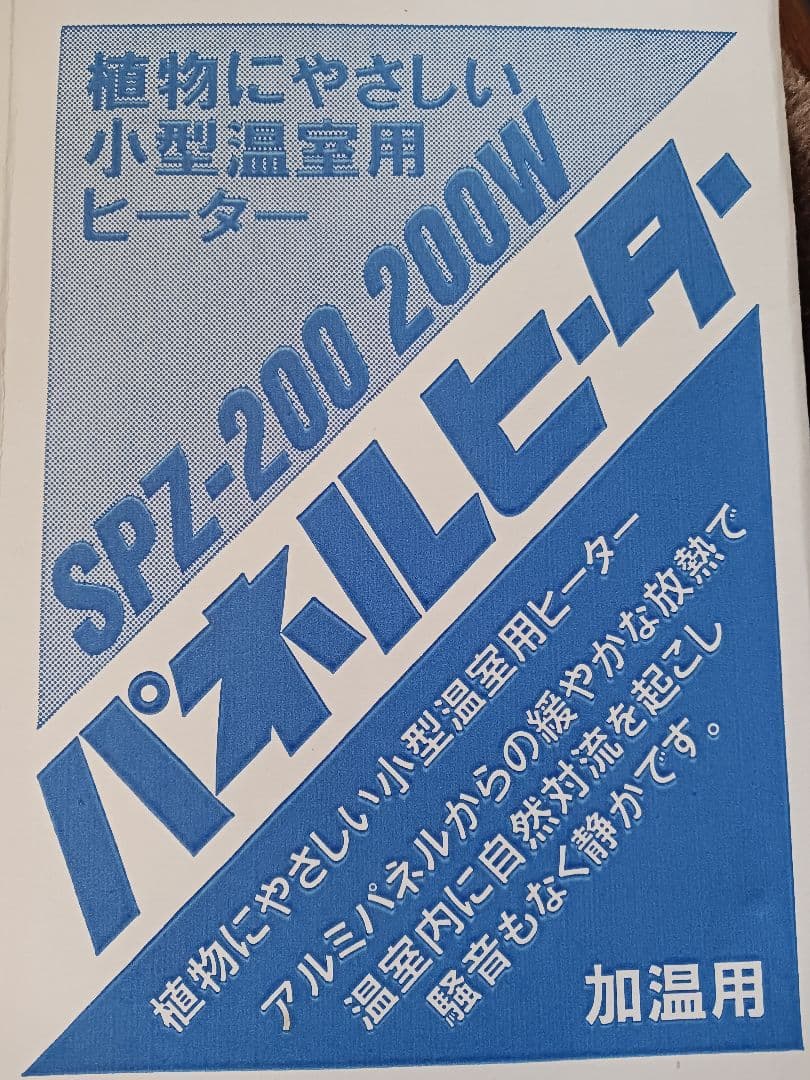 植物にやさしい
小型温室用
ヒーター
SPZ-200 200W
パネルヒーター
植物にやさしい小型温室用ヒーター
アルミパネルからの緩やかな放熱で
温室内に自然対流を起こし
騒音もなく静かです。
加温用